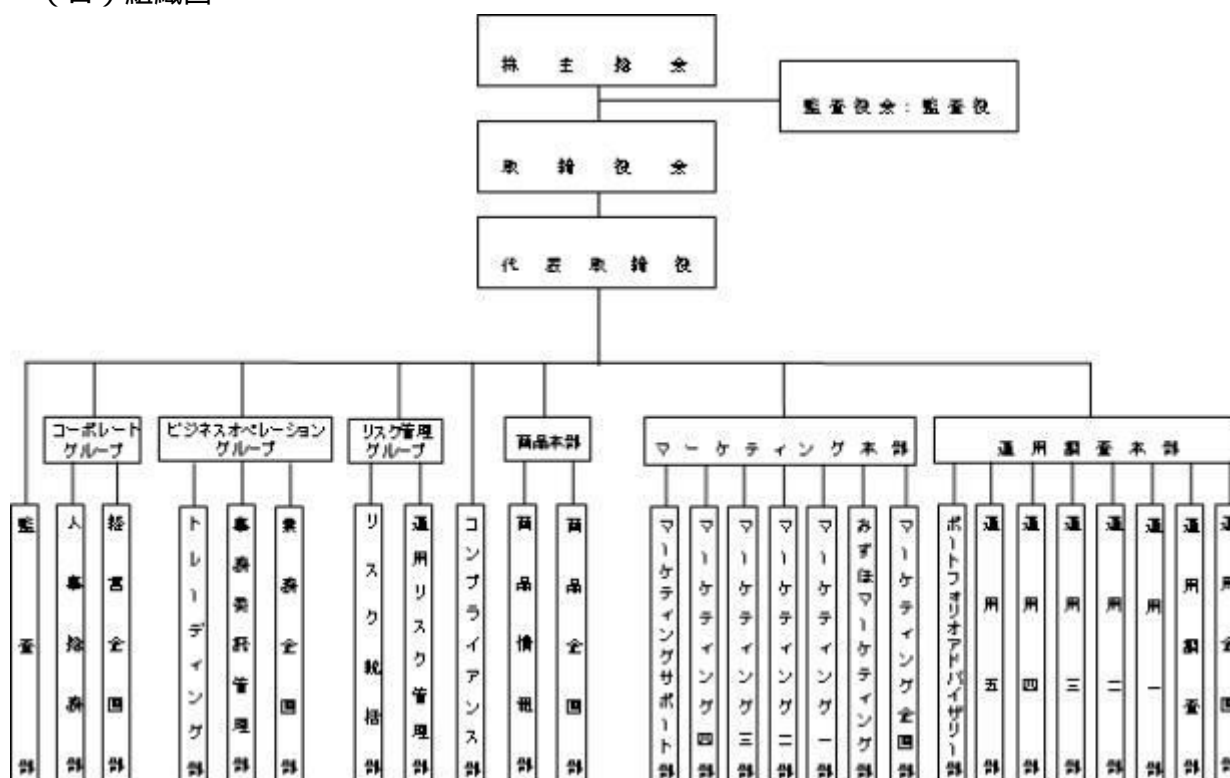 (ロ)組織図
株主総会
監査役会:監査役
取締役会
代表取締役
コーポレート
グループ
ビジネスオペレーション
グループ
リスク管理
グループ
商品本部
マーケティング本部
運用調査本部
監査部
人事総務部
経営企画部
トレーディング部
事務委託管理部
業務企画部
リスク統括部
運用リスク管理部
コンプライアンス部
商品情報部
商品企画部
マーケティングサポート部
マーケティング四部
マーケティング三部
マーケティング二部
マーケティング一部
みずほマーケティング部
マーケティング企画部
ポートフォリオアドバイザリー部
運用五部
運用四部
運用三部
運用二部
運用一部
運用調査部
運用企画部